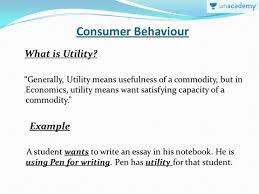 unacademy
Consumer Behaviour
What is Utility?
“Generally, Utility means usefulness of a commodity, but in
Economics, utility means want satisfying capacity of a
commodity.”
Example
A student wants to write an essay in his notebook. He is
using Pen for writing. Pen has utility for that student.